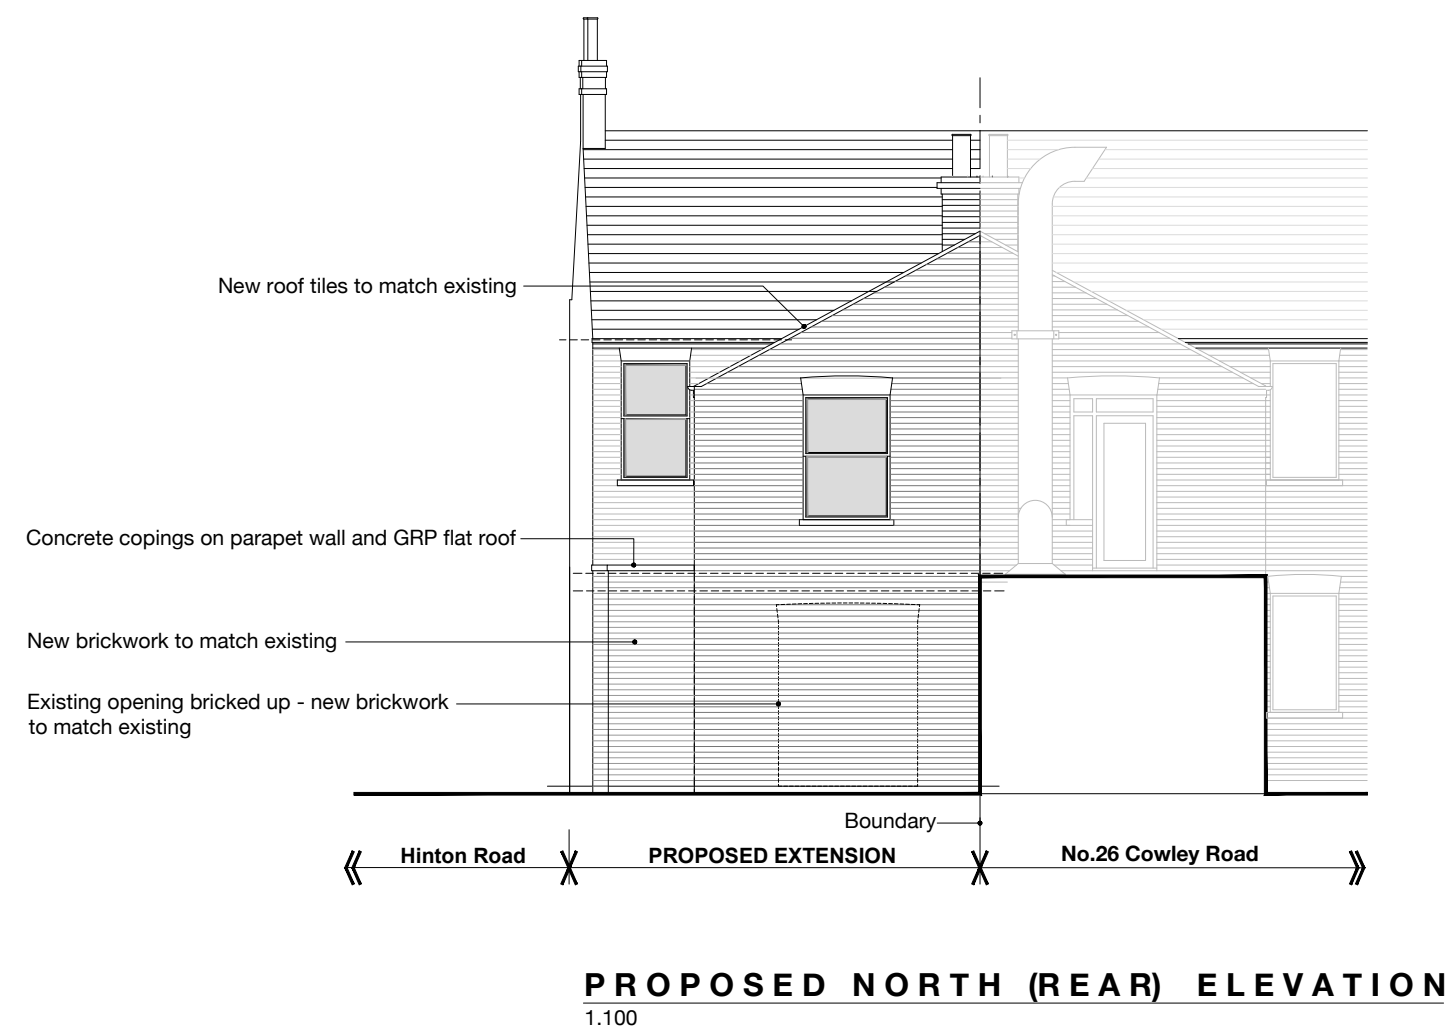 New roof tiles to match existing
Concrete copings on parapet wall and GRP flat roof
New brickwork to match existing
Existing opening bricked up - new brickwork
to match existing
Boundary
Hinton Road
PROPOSED EXTENSION
No.26 Cowley Road
PROPOSED NORTH (REAR) ELEVATION
1.100